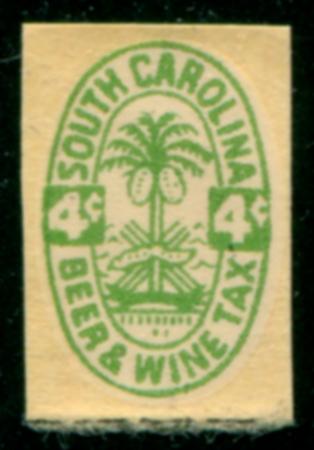 SOUTH CAROLINA
4¢ 4¢
BEER & WINE TAX